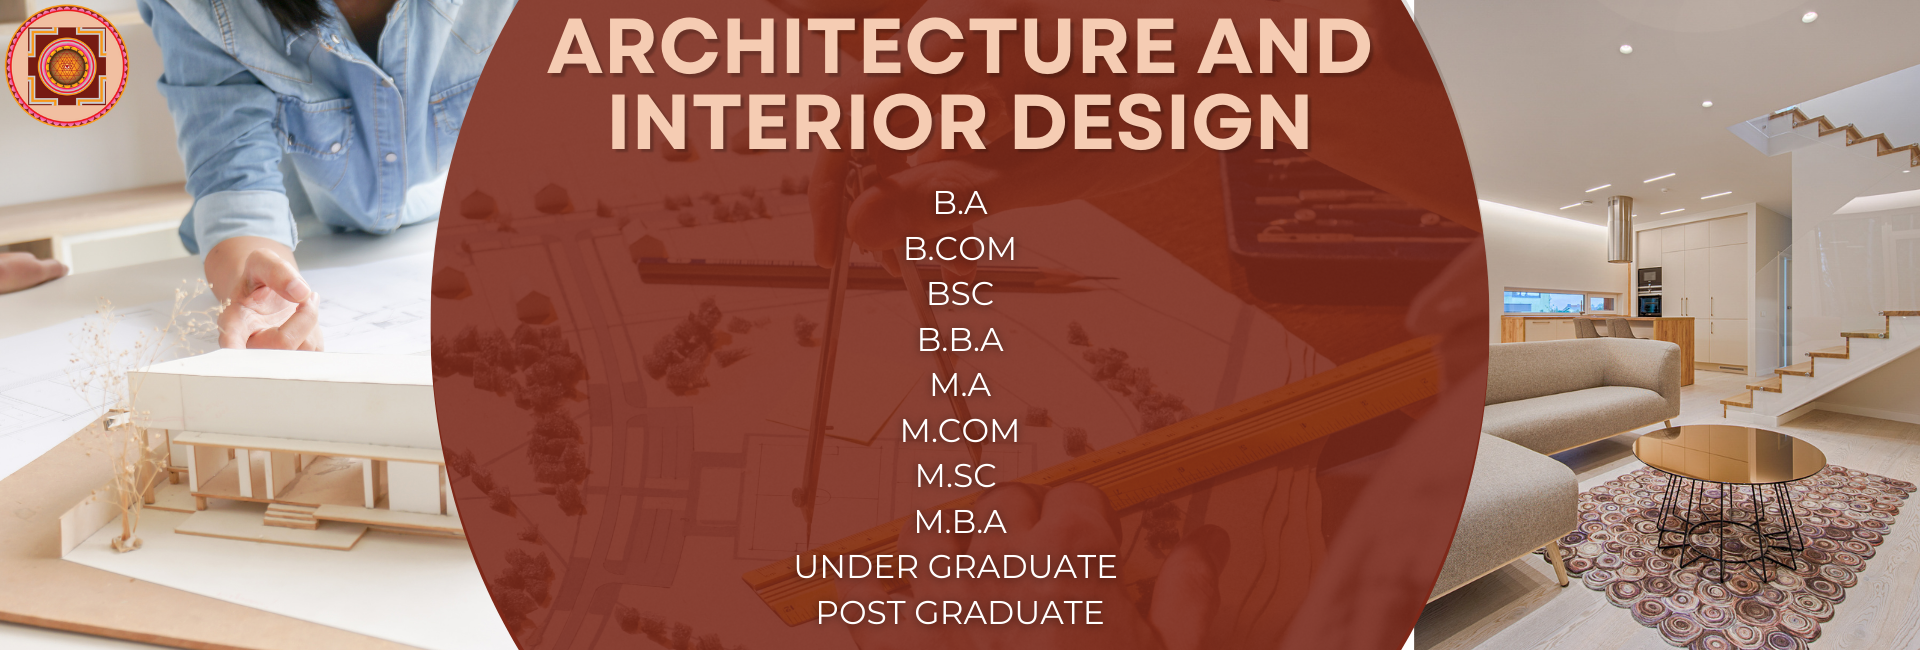 ARCHITECTURE AND
INTERIOR DESIGN
B.A
B.COM
BSC
B.B.A
M.A
M.COM
M.SC
M.B.A
UNDER GRADUATE
POST GRADUATE